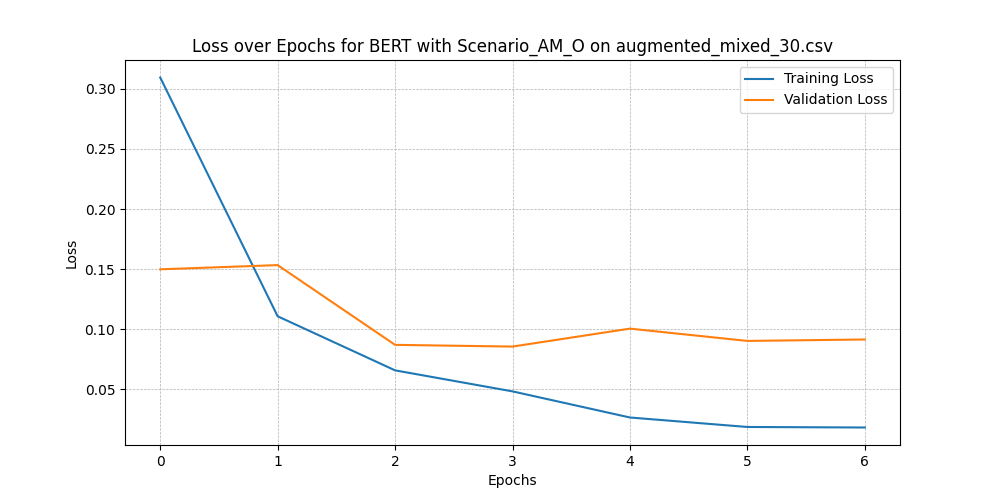 Loss over Epochs for BERT with Scenario_AM_O on augmented_mixed_30.csv
Training Loss
Validation Loss
0.30
0.25
0.20
0.15
0.10
0.05
Loss
0 1 2 3 4 5 6
Epochs